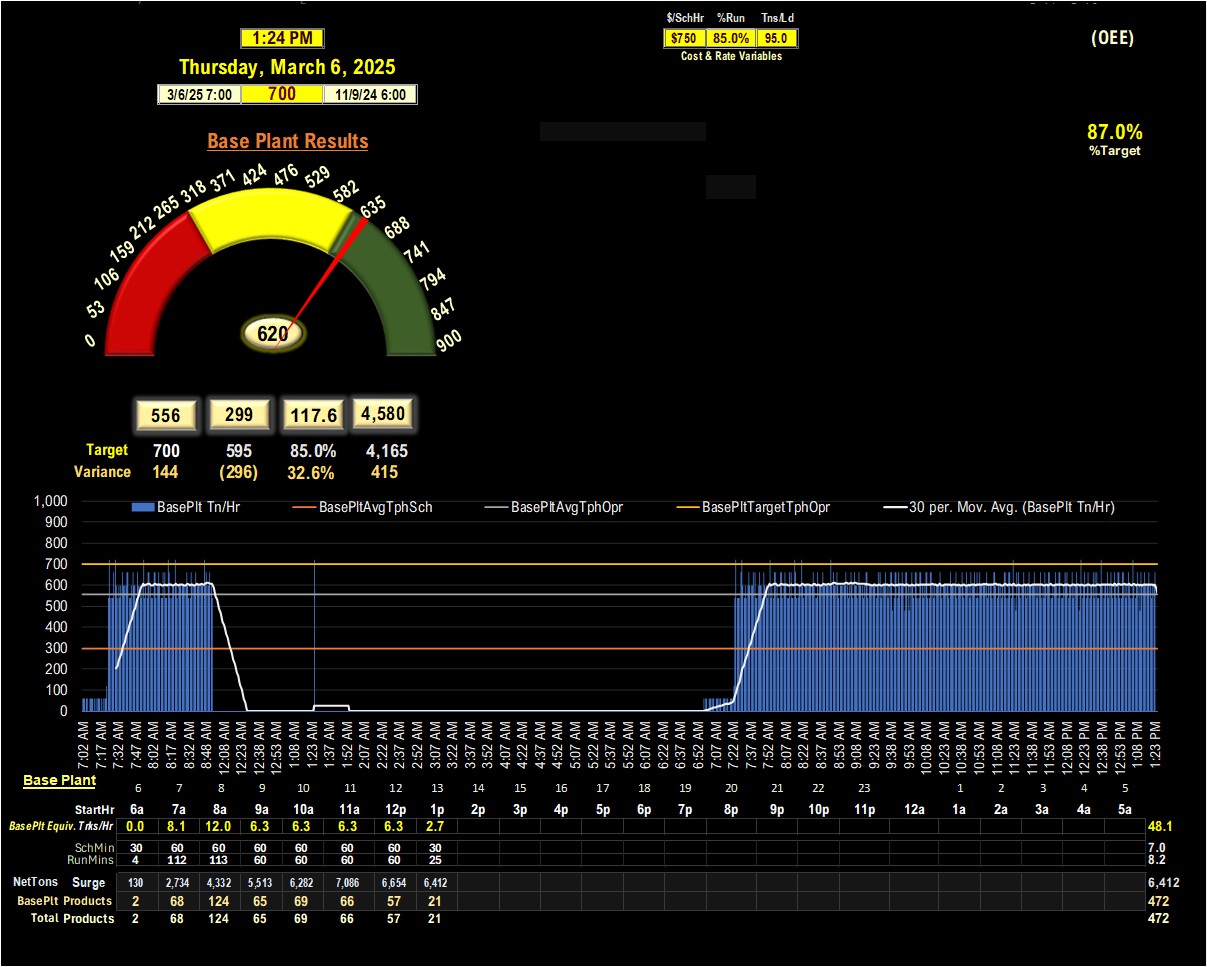 $/SchHr %Run Tns/Ld
1:24 PM
$750 85.0% 95.0
(OEE)
Cost & Rate Variables
Thursday, March 6, 2025
3/6/25 7:00 700 11/9/24 6:00
87.0%
%Target
Base Plant Results
0 53 106 159 212 265 318 371 424 476 529 582 635 688 741 794 847 900
620
556 299 117.6 4,580
Target 700 595 85.0% 4,165
Variance 144 (296) 32.6% 415
BasePlt Tn/Hr BasePltAvgTphSch BasePltAvgTphOpr BasePltTargetTphOpr 30 per. Mov. Avg. (BasePlt Tn/Hr)
1,000
900
800
700
600
500
400
300
200
100
0
7:02 AM 7:17 AM 7:32 AM 7:47 AM 8:02 AM 8:17 AM 8:32 AM 8:48 AM 12:08 AM 12:23 AM 12:38 AM 12:53 AM 1:08 AM 1:23 AM 1:37 AM 1:52 AM 2:07 AM 2:22 AM 2:37 AM 2:52 AM 3:07 AM 3:22 AM 3:37 AM 3:52 AM 4:07 AM 4:22 AM 4:37 AM 4:52 AM 5:07 AM 5:22 AM 5:37 AM 5:52 AM 6:07 AM 6:22 AM 6:37 AM 6:52 AM 7:07 AM 7:22 AM 7:37 AM 7:52 AM 8:07 AM 8:22 AM 8:38 AM 8:53 AM 9:08 AM 9:23 AM 9:38 AM 9:53 AM 10:08 AM 10:23 AM 10:38 AM 10:53 AM 11:08 AM 11:23 AM 11:38 AM 11:53 AM 12:08 PM 12:23 PM 12:38 PM 12:53 PM 1:08 PM 1:23 PM
Base Plant
6 7 8 9 10 11 12 13 14 15 16 17 18 19 20 21 22 23 1 2 3 4 5
StartHr 6a 7a 8a 9a 10a 11a 12p 1p 2p 3p 4p 5p 6p 7p 8p 9p 10p 11p 12a 1a 2a 3a 4a 5a
BasePlt Equiv. Trks/Hr 0.0 8.1 12.0 6.3 6.3 6.3 6.3 2.7 48.1
SchMin 30 60 60 60 60 60 60 30 7.0
RunMins 4 112 113 60 60 60 60 25 8.2
NetTons Surge 130 2,734 4,332 5,513 6,282 7,086 6,654 6,412 6,412
BasePlt Products 2 68 124 65 69 66 57 21 472
Total Products 2 68 124 65 69 66 57 21 472